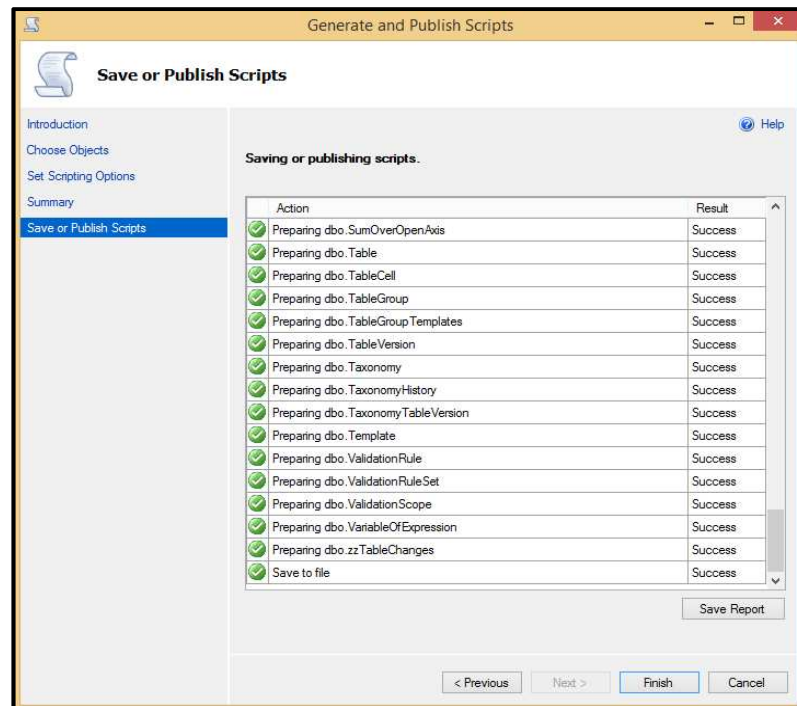 Generate and Publish Scripts
Save or Publish Scripts
Introduction
Choose Objects
Set Scripting Options
Summary
Save or Publish Scripts
Help
Saving or publishing scripts.
Action Result
Preparing dbo.SumOverOpenAxis Success
Preparing dbo.Table Success
Preparing dbo.TableCell Success
Preparing dbo.TableGroup Success
Preparing dbo.TableGroupTemplates Success
Preparing dbo.TableVersion Success
Preparing dbo.Taxonomy Success
Preparing dbo.TaxonomyHistory Success
Preparing dbo.TaxonomyTableVersion Success
Preparing dbo.Template Success
Preparing dbo.ValidationRule Success
Preparing dbo.ValidationRuleSet Success
Preparing dbo.ValidationScope Success
Preparing dbo.VariableOfExpression Success
Preparing dbo.zzTableChanges Success
Save to file Success
Save Report
< Previous Next > Finish Cancel